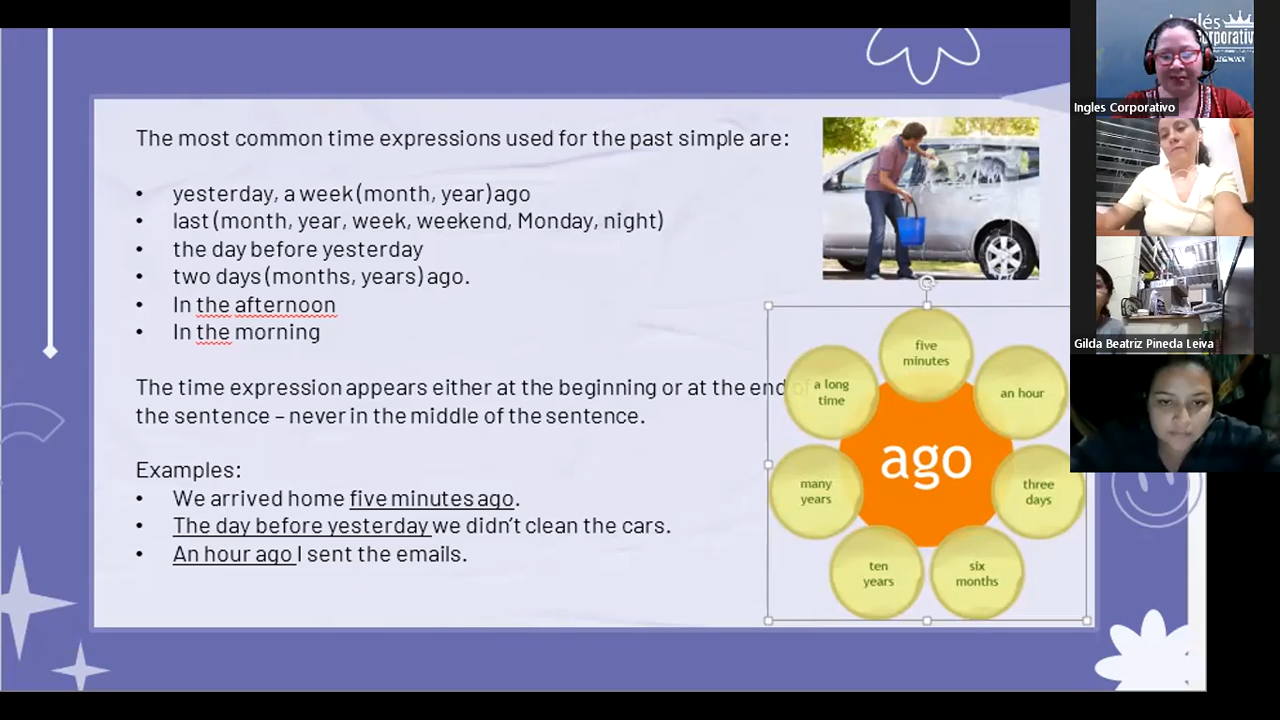 The most common time expressions used for the past simple are:
• yesterday, a week (month, year) ago
• last (month, year, week, weekend, Monday, night)
• the day before yesterday
• two days (months, years) ago.
• In the afternoon
• In the morning
The time expression appears either at the beginning or at the end of
the sentence – never in the middle of the sentence.
Examples:
• We arrived home five minutes ago.
• The day before yesterday we didn't clean the cars.
• An hour ago I sent the emails.
five
minutes
a long
time
an hour
ago
many
years
three
days
ten
years
six
months
Ingles Corporativo
Gilda Beatriz Pineda Leiva